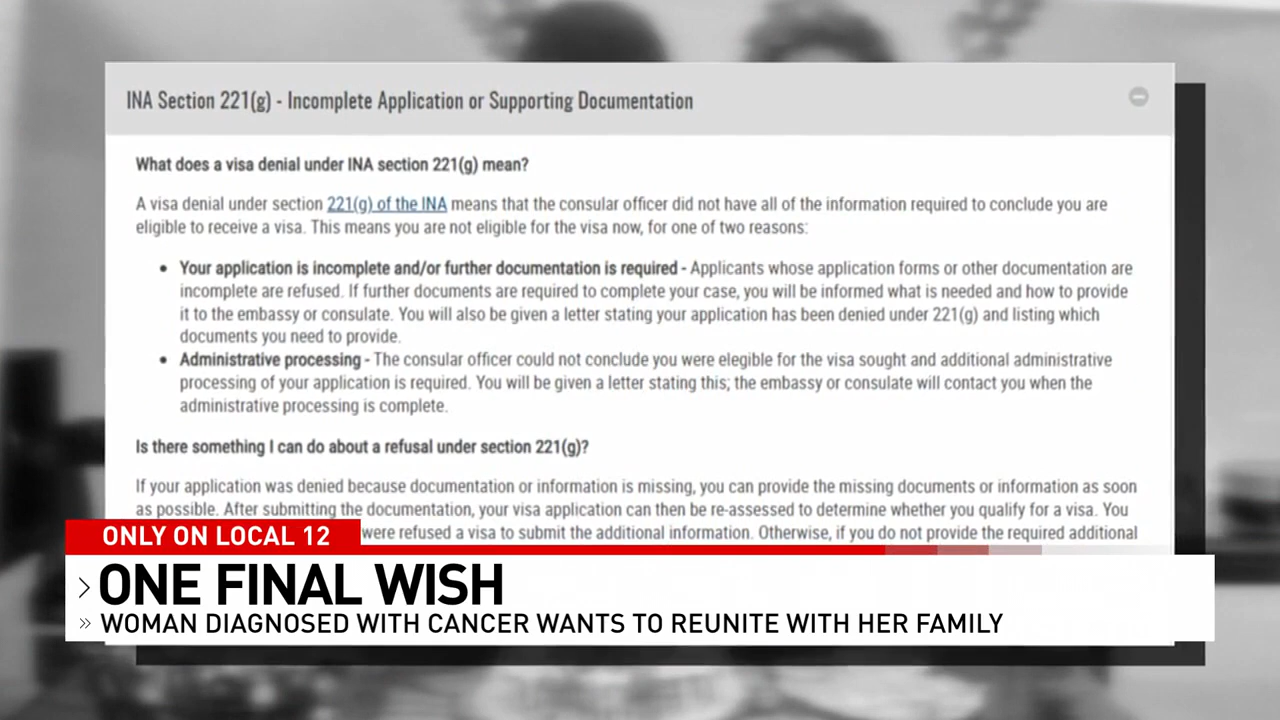 INA Section 221(g) - Incomplete Application or Supporting Documentation
What does a visa denial under INA section 221(g) mean?
A visa denial under section 221(g) of the INA means that the consular officer did not have all of the information required to conclude you are
eligible to receive a visa. This means you are not eligible for the visa now, for one of two reasons:
• Your application is incomplete and/or further documentation is required - Applicants whose application forms or other documentation are
incomplete are refused. If further documents are required to complete your case, you will be informed what is needed and how to provide
it to the embassy or consulate. You will also be given a letter stating your application has been denied under 221(g) and listing which
documents you need to provide.
• Administrative processing - The consular officer could not conclude you were elegible for the visa sought and additional administrative
processing of your application is required. You will be given a letter stating this; the embassy or consulate will contact you when the
administrative processing is complete.
Is there something I can do about a refusal under section 221(g)?
If your application was denied because documentation or information is missing, you can provide the missing documents or information as soon
as possible. After submitting the documentation, your visa application can then be re-assessed to determine whether you qualify for a visa. You
were refused a visa to submit the additional information. Otherwise, if you do not provide the required additional
ONLY ON LOCAL 12
ONE FINAL WISH
WOMAN DIAGNOSED WITH CANCER WANTS TO REUNITE WITH HER FAMILY